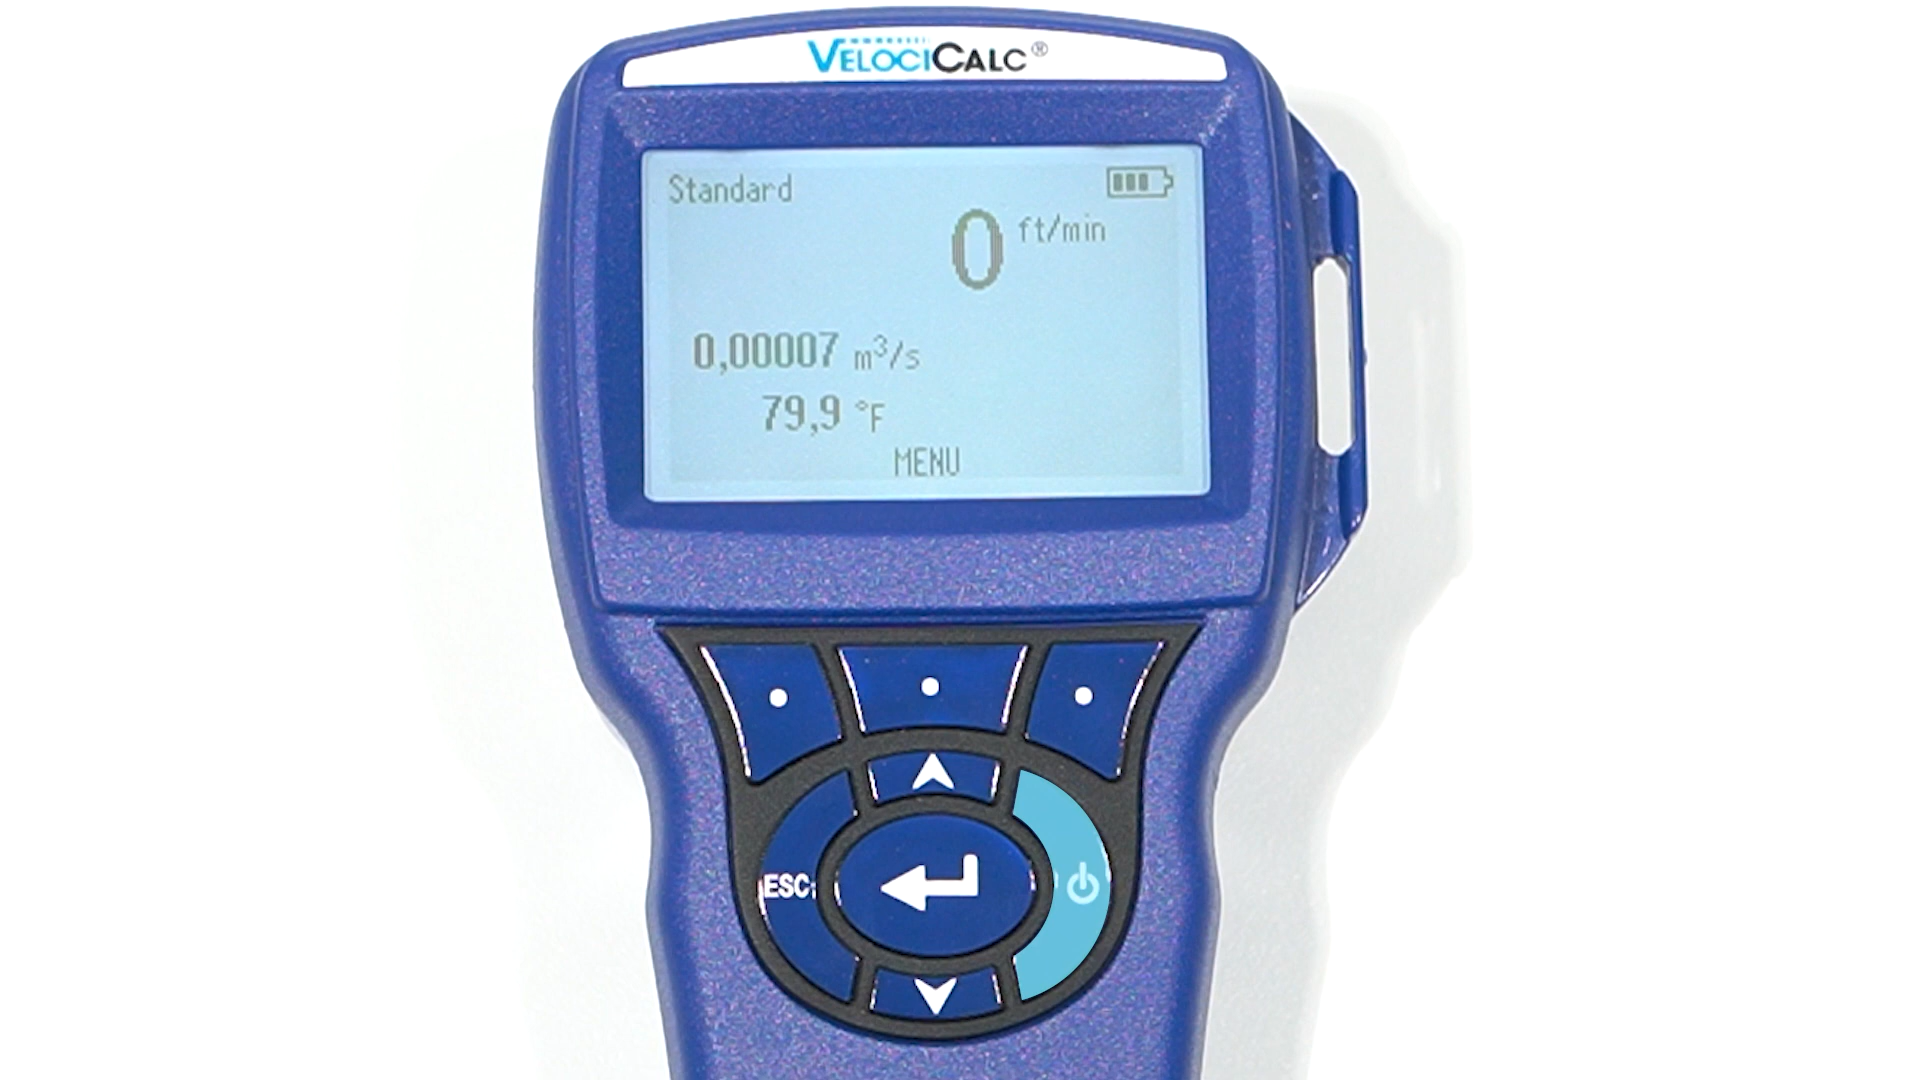 VELOCICALC®
Standard
0 ft/min
0,00007 m³/s
79,9 °F
MENU
ESC